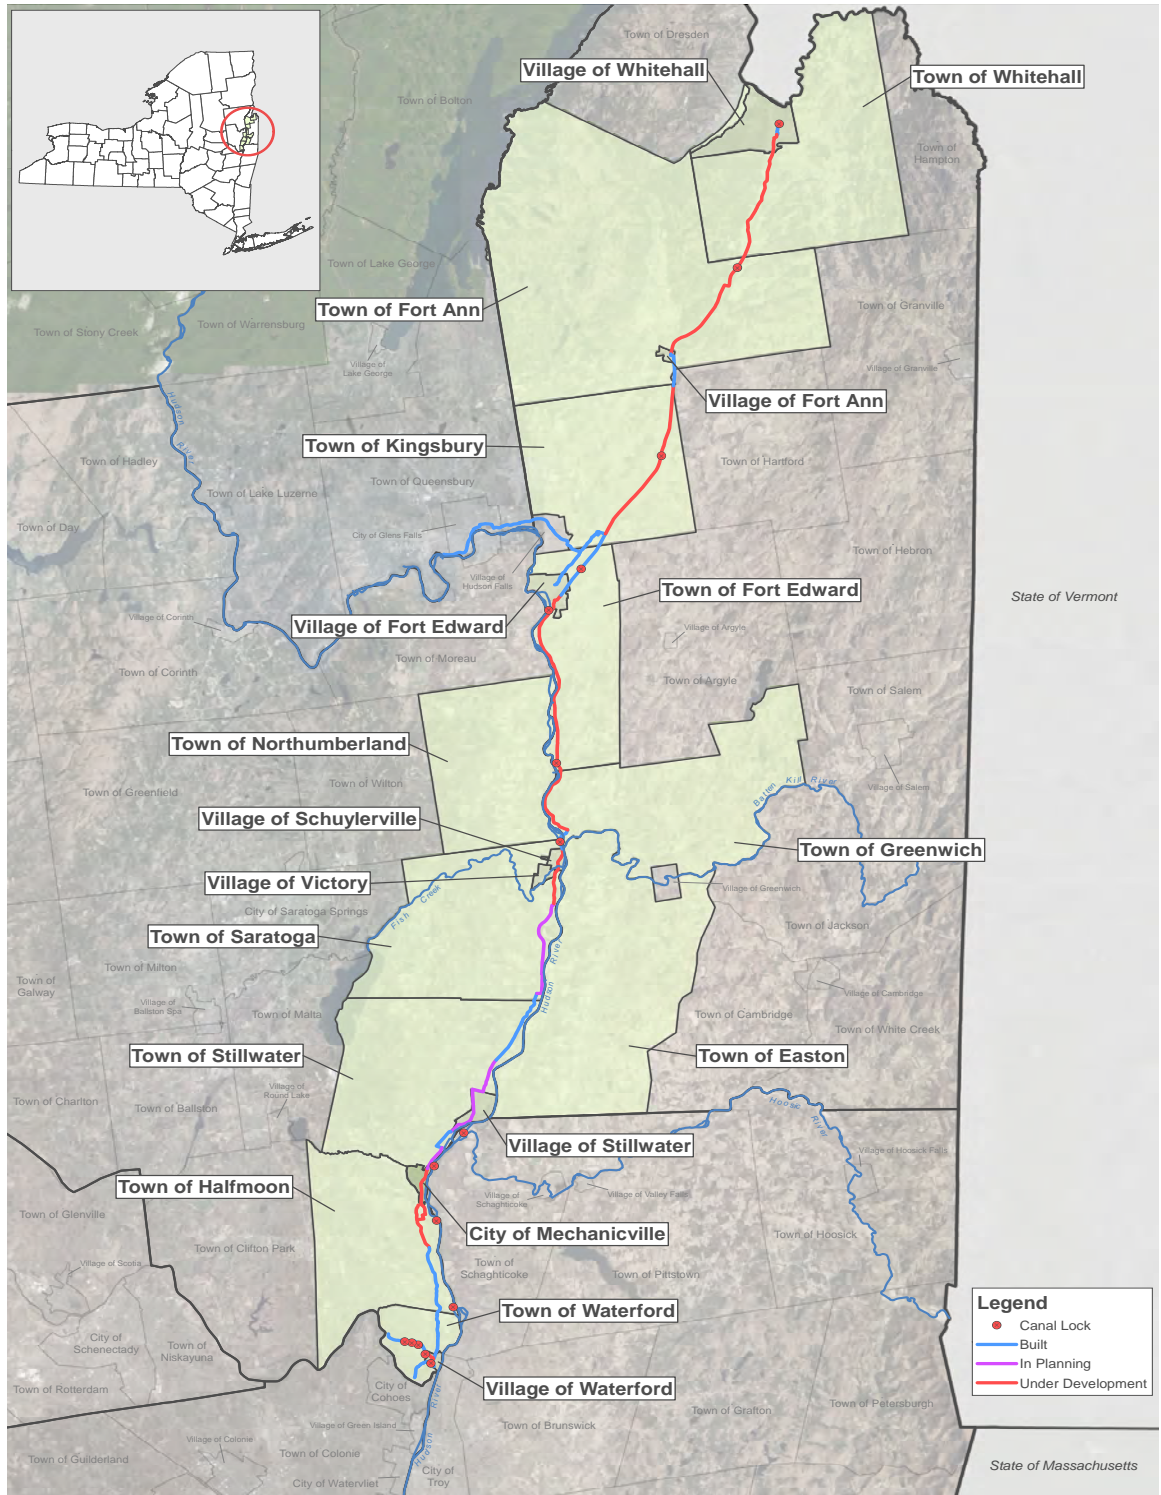 Town of Dresden
Village of Whitehall
Town of Whitehall
Town of Bolton
Town of
Hampton
Town of Lake George
Town of Fort Ann
Town of Granville
Town of Stony Creek
Town of Warrensburg
Village of
Lake George
Village of Granville
Village of Fort Ann
Hudson
River
Town of Kingsbury
Town of Hadley
Town of Hartford
Town of Queensbury
Town of Lake Luzerne
Town of Day
City of Glens Falls
Town of Hebron
Village of
Hudson Falls
Town of Fort Edward
State of Vermont
Village of Corinth
Village of Fort Edward
Village of Argyle
Town of Moreau
Town of Corinth
Town of Argyle
Town of Salem
Town of Northumberland
Town of Wilton
Batten Kill River
Village of Salem
Town of Greenfield
Village of Schuylerville
Town of Greenwich
Village of Victory
Village of Greenwich
Fish Creek
City of Saratoga Springs
Town of Jackson
Town of Saratoga
Town of Milton
Hudson River
Town of
Galway
Village of Cambridge
Village of
Ballston Spa
Town of Malta
Town of Cambridge
Town of White Creek
Town of Stillwater
Town of Easton
Village of
Round Lake
Town of Charlton
Town of Ballston
Hoosic
River
Village of Stillwater
Village of Hoosick Falls
Town of Halfmoon
Village of
Schaghticoke
Village of Valley Falls
Town of Glenville
City of Mechanicville
Town of Hoosick
Town of Clifton Park
Village of Scotia
Town of
Schaghticoke
Town of Pittstown
Legend
Canal Lock
Built
In Planning
Under Development
Town of Waterford
City of
Schenectady
Town of
Niskayuna
Town of Rotterdam
City of
Cohoes
Village of Waterford
Town of Petersburgh
Town of Grafton
Village of Green Island
Town of Brunswick
Village of Colonie
Town of Colonie
Town of Guilderland
Hudson
River
City of
Troy
City of Watervliet
State of Massachusetts